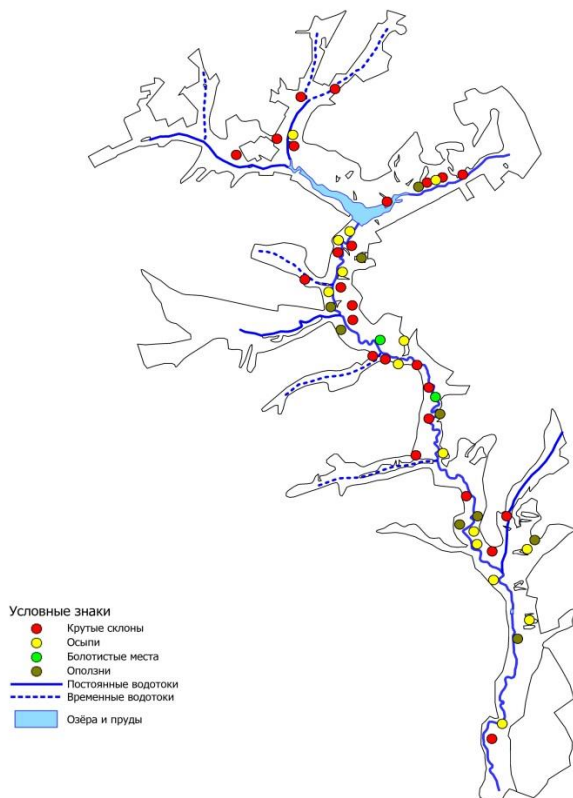 Условные знаки
Крутые склоны
Осыпи
Болотистые места
Оползни
Постоянные водотоки
Временные водотоки
Озёра и пруды